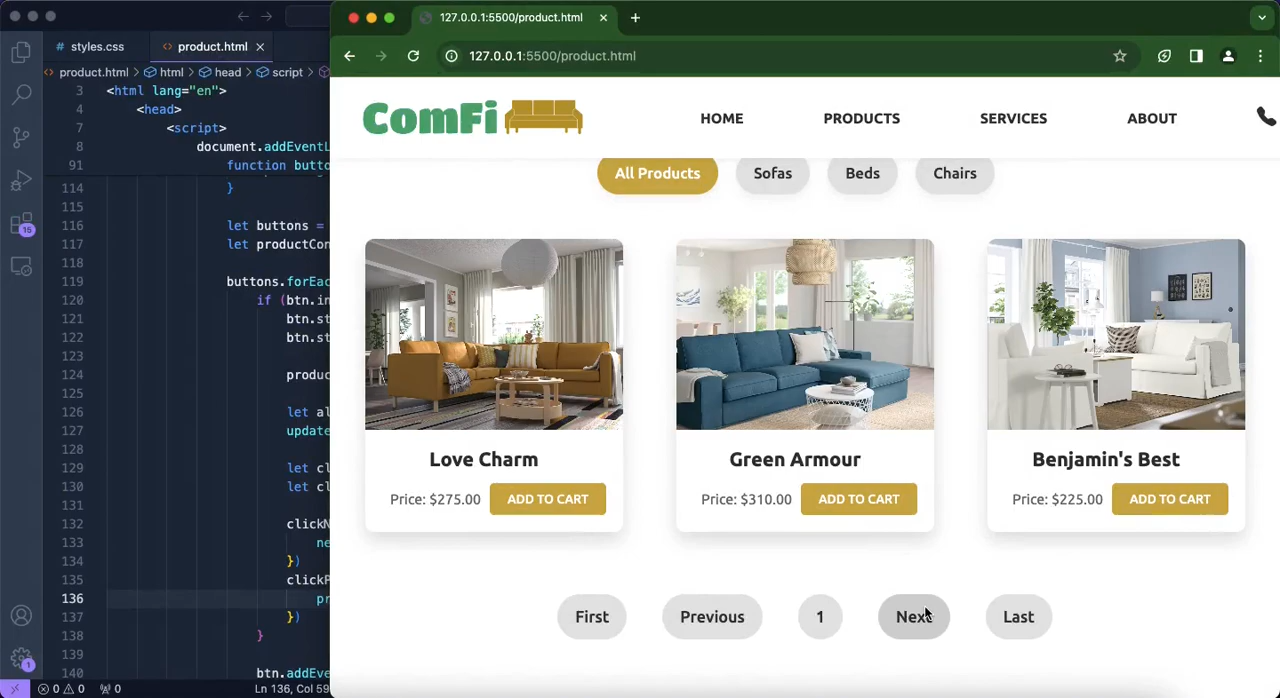 127.0.0.1:5500/product.html
# styles.css
product.html
127.0.0.1:5500/product.html
product.html > html > head > script >
3 <html lang="en">
4 <head>
7 <script>
8 document.addEventL
91 function butto
114 }
115
116 let buttons =
117 let productCon
118
119 buttons.forEac
120 if (btn.in
121 btn.st
122 btn.st
123
124 produc
125
126 let al
127 update
128
129 let cl
130 let cl
131
132 clickN
133 ne
134 })
135 clickP
136 pr
137 })
138 }
139
140 btn.addEve
15
1
0 0 0
Ln 136, Col 59
ComFi
HOME
PRODUCTS
SERVICES
ABOUT
All Products
Sofas
Beds
Chairs
Love Charm
Price: $275.00 ADD TO CART
Green Armour
Price: $310.00 ADD TO CART
Benjamin's Best
Price: $225.00 ADD TO CART
First
Previous
1
Next
Last